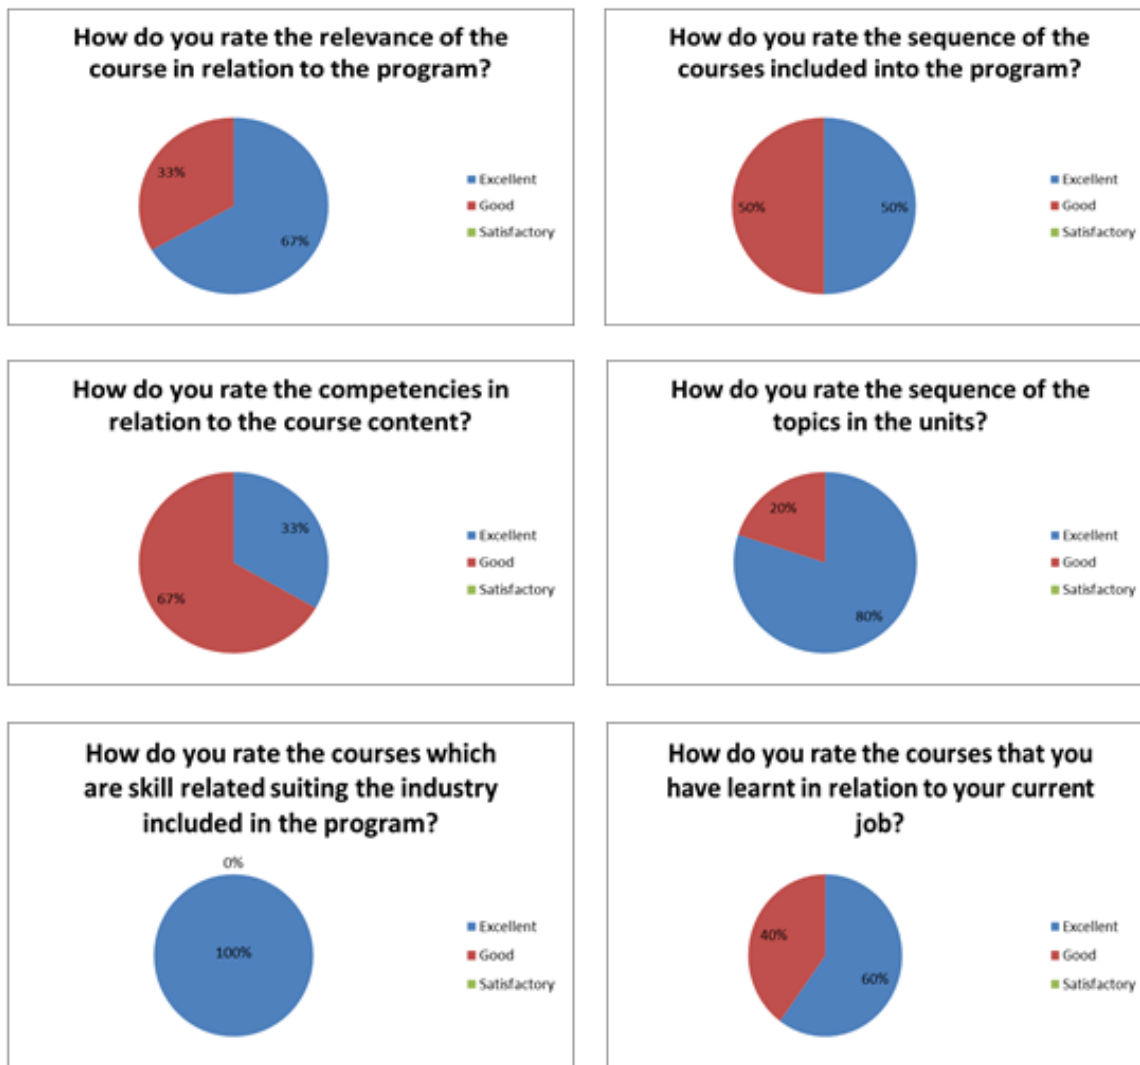 How do you rate the relevance of the
course in relation to the program?
33%
67%
Excellent
Good
Satisfactory
How do you rate the sequence of the
courses included into the program?
50%
50%
Excellent
Good
Satisfactory
How do you rate the competencies in
relation to the course content?
33%
67%
Excellent
Good
Satisfactory
How do you rate the sequence of the
topics in the units?
20%
80%
Excellent
Good
Satisfactory
How do you rate the courses which
are skill related suiting the industry
included in the program?
0%
100%
Excellent
Good
Satisfactory
How do you rate the courses that you
have learnt in relation to your current
job?
40%
60%
Excellent
Good
Satisfactory